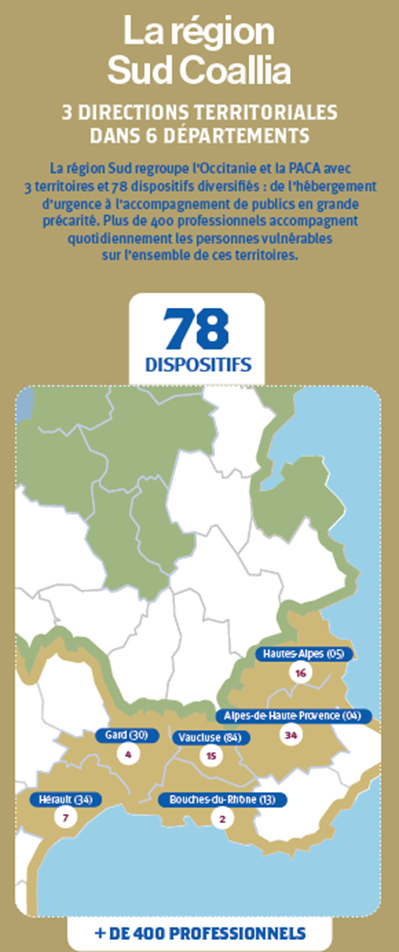 La région
Sud Coallia
3 DIRECTIONS TERRITORIALES
DANS 6 DÉPARTEMENTS
La région Sud regroupe l'Occitanie et la PACA avec
3 territoires et 78 dispositifs diversifiés : de l'hébergement
d'urgence à l'accompagnement de publics en grande
précarité. Plus de 400 professionnels accompagnent
quotidiennement les personnes vulnérables
sur l'ensemble de ces territoires.
78
DISPOSITIFS
Hautes-Alpes (05)
16
Alpes-de-Haute-Provence (04)
34
Gard (30)
4
Vaucluse (84)
15
Hérault (34)
7
Bouches-du-Rhône (13)
2
+ DE 400 PROFESSIONNELS